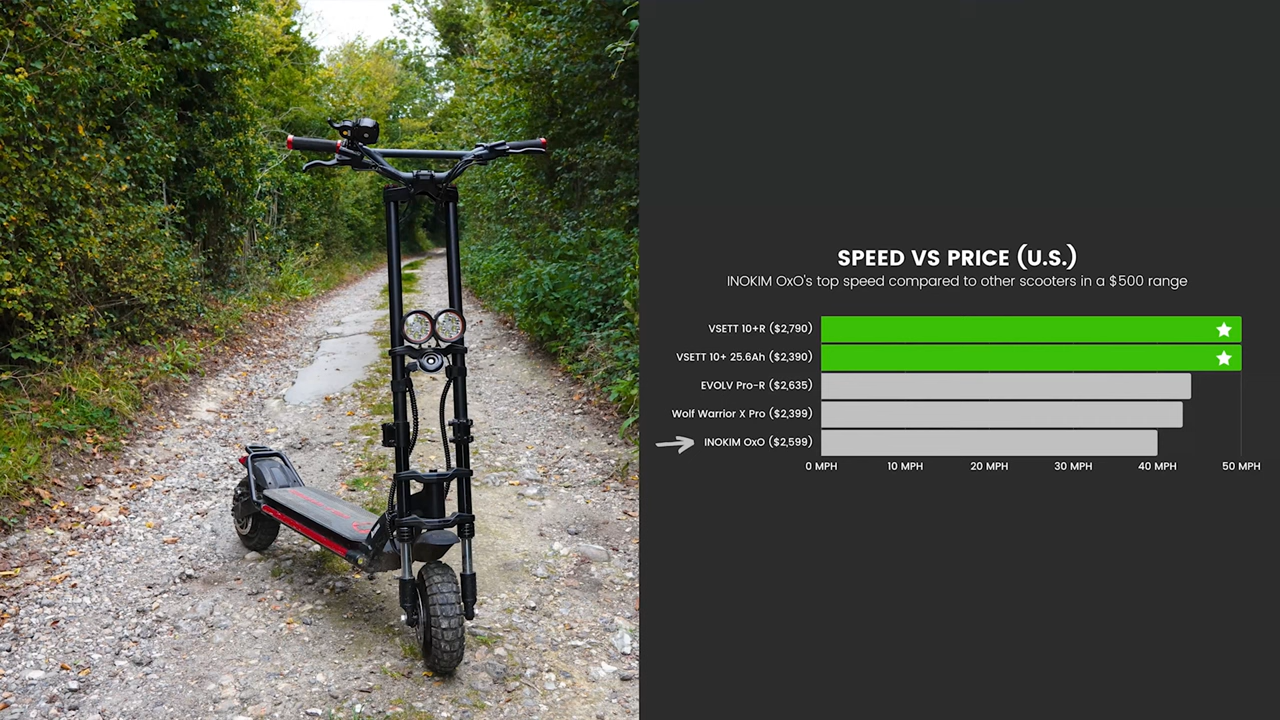 SPEED VS PRICE (U.S.)
INOKIM OxO's top speed compared to other scooters in a $500 range
VSETT 10+R ($2,790)
VSETT 10+ 25.6Ah ($2,390)
EVOLV Pro-R ($2,635)
Wolf Warrior X Pro ($2,399)
INOKIM OxO ($2,599)
0 MPH 10 MPH 20 MPH 30 MPH 40 MPH 50 MPH